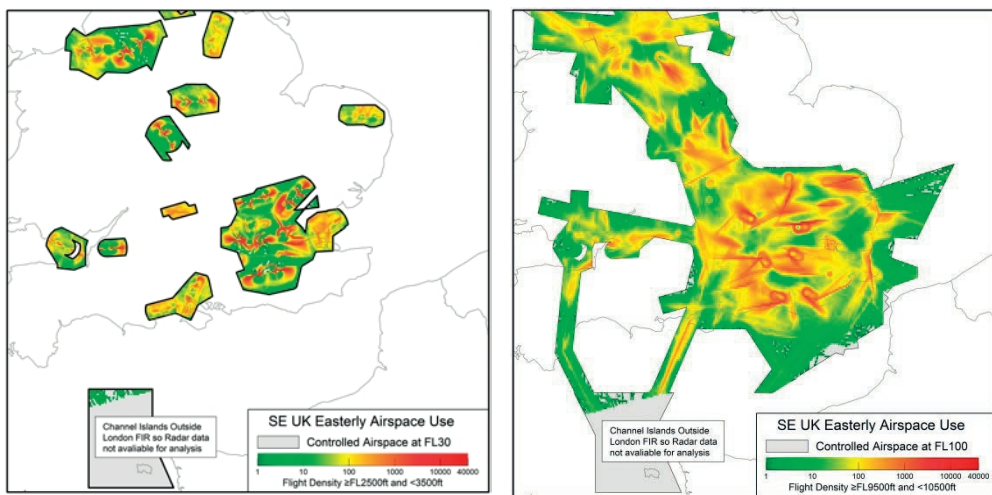 Channel Islands Outside
London FIR so Radar data
not avaliable for analysis
SE UK Easterly Airspace Use
Controlled Airspace at FL30
1 10 100 1000 10000 40000
Flight Density ≥FL2500ft and <3500ft
Channel Islands Outside
London FIR so Radar data
not avaliable for analysis
SE UK Easterly Airspace Use
Controlled Airspace at FL100
1 10 100 1000 10000 40000
Flight Density ≥FL9500ft and <10500ft